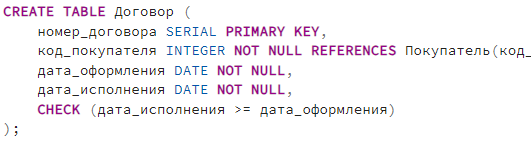 CREATE TABLE Договор (
номер_договора SERIAL PRIMARY KEY,
код_покупателя INTEGER NOT NULL REFERENCES Покупатель(код_
дата_оформления DATE NOT NULL,
дата_исполнения DATE NOT NULL,
CHECK (дата_исполнения >= дата_оформления)
);